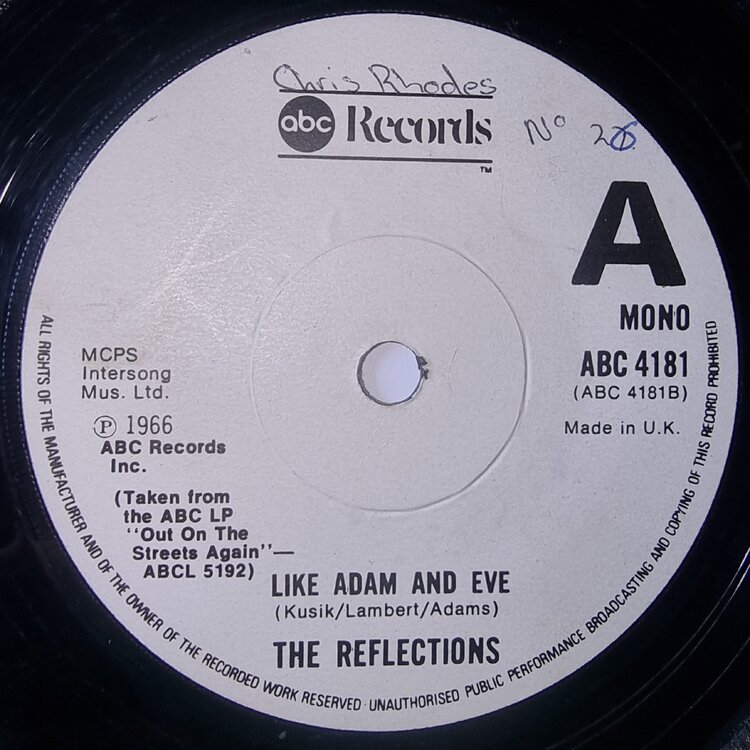 Chris Rhodes
abc Records
TM
No 26
A
MONO
ABC 4181
(ABC 4181B)
Made in U.K.
MCPS
Intersong
Mus. Ltd.
Ⓟ 1966
ABC Records
Inc.
(Taken from
the ABC LP
"Out On The
Streets Again"—
ABCL 5192)
LIKE ADAM AND EVE
(Kusik/Lambert/Adams)
THE REFLECTIONS
ALL RIGHTS OF THE MANUFACTURER AND OF THE OWNER OF THE RECORDED WORK RESERVED · UNAUTHORISED PUBLIC PERFORMANCE BROADCASTING AND COPYING OF THIS RECORD PROHIBITED